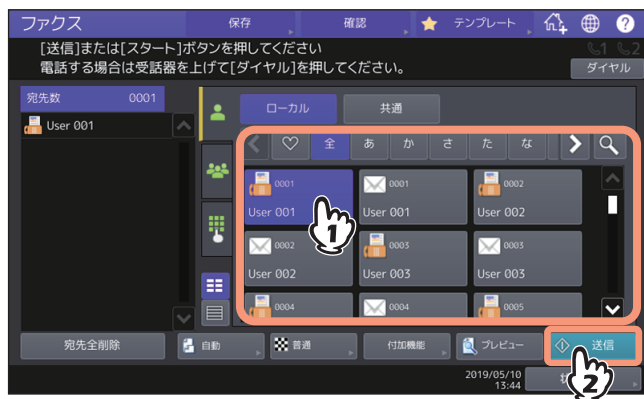 ファクス
保存
確認
テンプレート
[送信]または[スタート]ボタンを押してください
電話する場合は受話器を上げて[ダイヤル]を押してください。
1 2
ダイヤル
宛先数 0001
User 001
ローカル
共通
全 あ か さ た な
0001
User 001
0001
User 001
0002
User 002
0002
User 002
0003
User 003
0003
User 003
0004
0004
0005
1
宛先全削除
自動
普通
付加機能
プレビュー
送信
2019/05/10
13:44
2